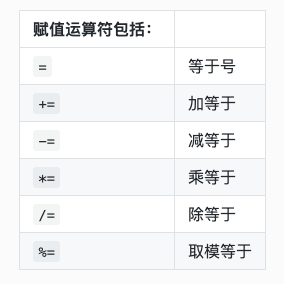 赋值运算符包括：
= 等于号
+= 加等于
-= 减等于
*= 乘等于
/= 除等于
%= 取模等于